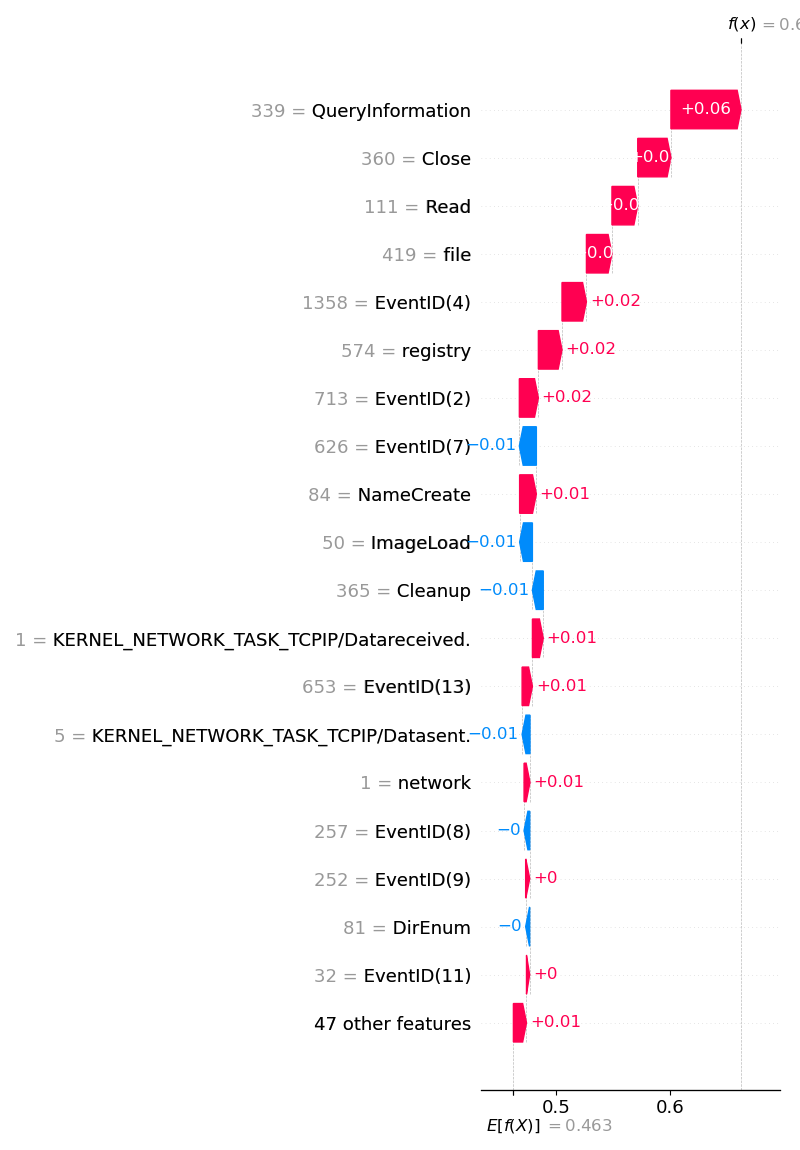 f(x) = 0.6
339 = QueryInformation +0.06
360 = Close +0.0
111 = Read 0.0
419 = file 0.0
1358 = EventID(4) +0.02
574 = registry +0.02
713 = EventID(2) +0.02
626 = EventID(7) −0.01
84 = NameCreate +0.01
50 = ImageLoad −0.01
365 = Cleanup −0.01
1 = KERNEL_NETWORK_TASK_TCPIP/Datareceived. +0.01
653 = EventID(13) +0.01
5 = KERNEL_NETWORK_TASK_TCPIP/Datasent. −0.01
1 = network +0.01
257 = EventID(8) −0
252 = EventID(9) +0
81 = DirEnum −0
32 = EventID(11) +0
47 other features +0.01
0.5 0.6
E[f(X)] = 0.463